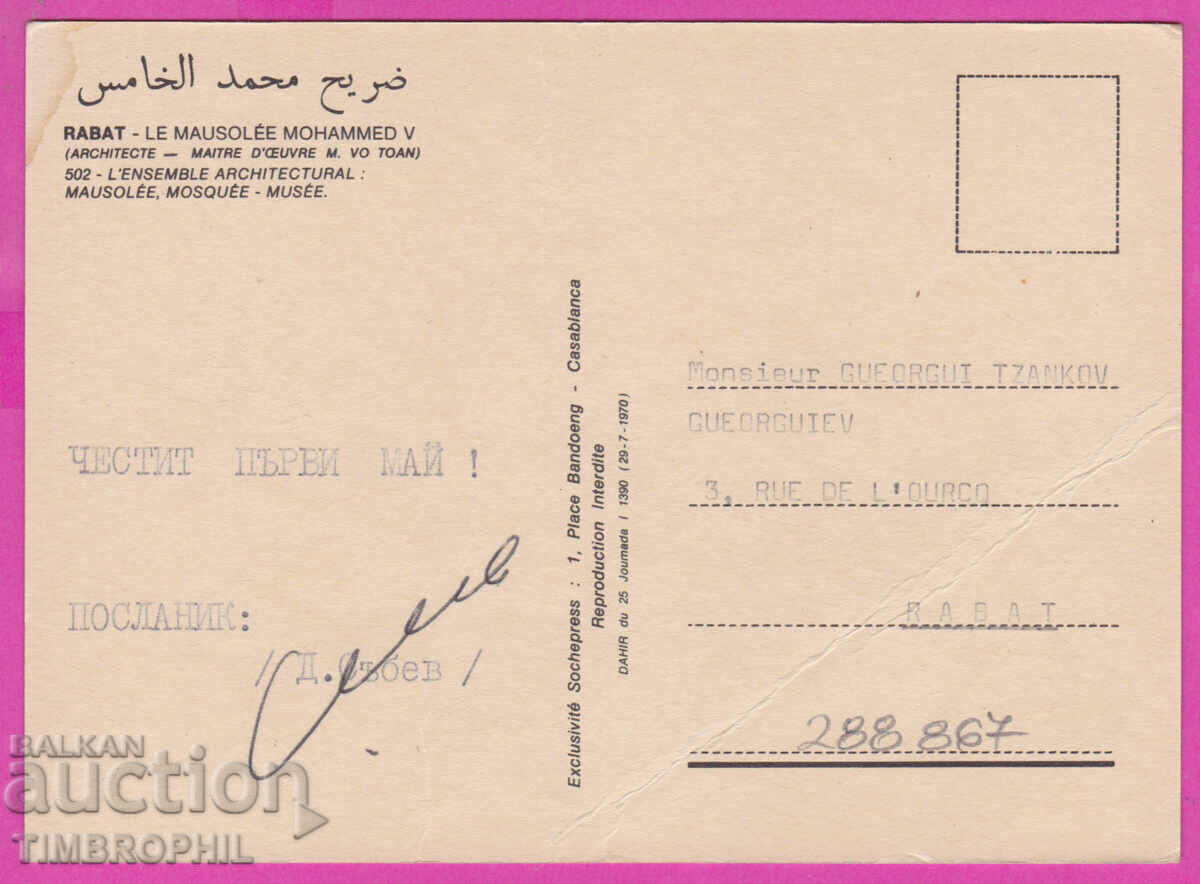 ضريح محمد الخامس
RABAT - LE MAUSOLÉE MOHAMMED V
(ARCHITECTE — MAITRE D'ŒUVRE M. VO TOAN)
502 - L'ENSEMBLE ARCHITECTURAL :
MAUSOLÉE, MOSQUÉE - MUSÉE.
ЧЕСТИТ ПЪРВИ МАЙ !
ПОСЛАНИК:
/ Д.Събев /
Exclusivité Sochepress : 1, Place Bandoeng - Casablanca
Reproduction Interdite
DAHIR du 25 Joumada I 1390 (29-7-1970)
Monsieur GUEORGUI TZANKOV
GUEORGUIEV
3, RUE DE L'OURCQ
RABAT
288 867
BALKAN
auction
TIMBROPHIL